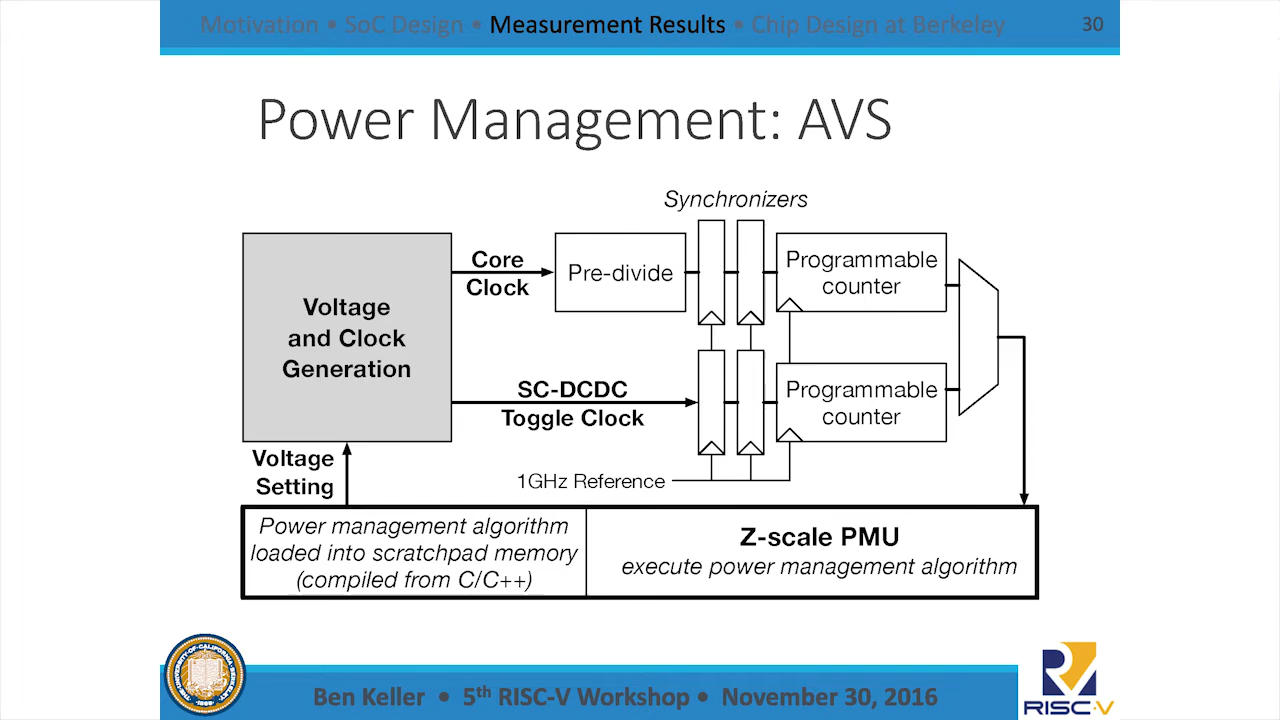 Motivation • SoC Design • Measurement Results • Chip Design at Berkeley
30
Power Management: AVS
Synchronizers
Voltage
and Clock
Generation
Core
Clock
Pre-divide
Programmable
counter
SC-DCDC
Toggle Clock
Programmable
counter
Voltage
Setting
1GHz Reference
Power management algorithm
loaded into scratchpad memory
(compiled from C/C++)
Z-scale PMU
execute power management algorithm
Ben Keller • 5th RISC-V Workshop • November 30, 2016
RISC-V